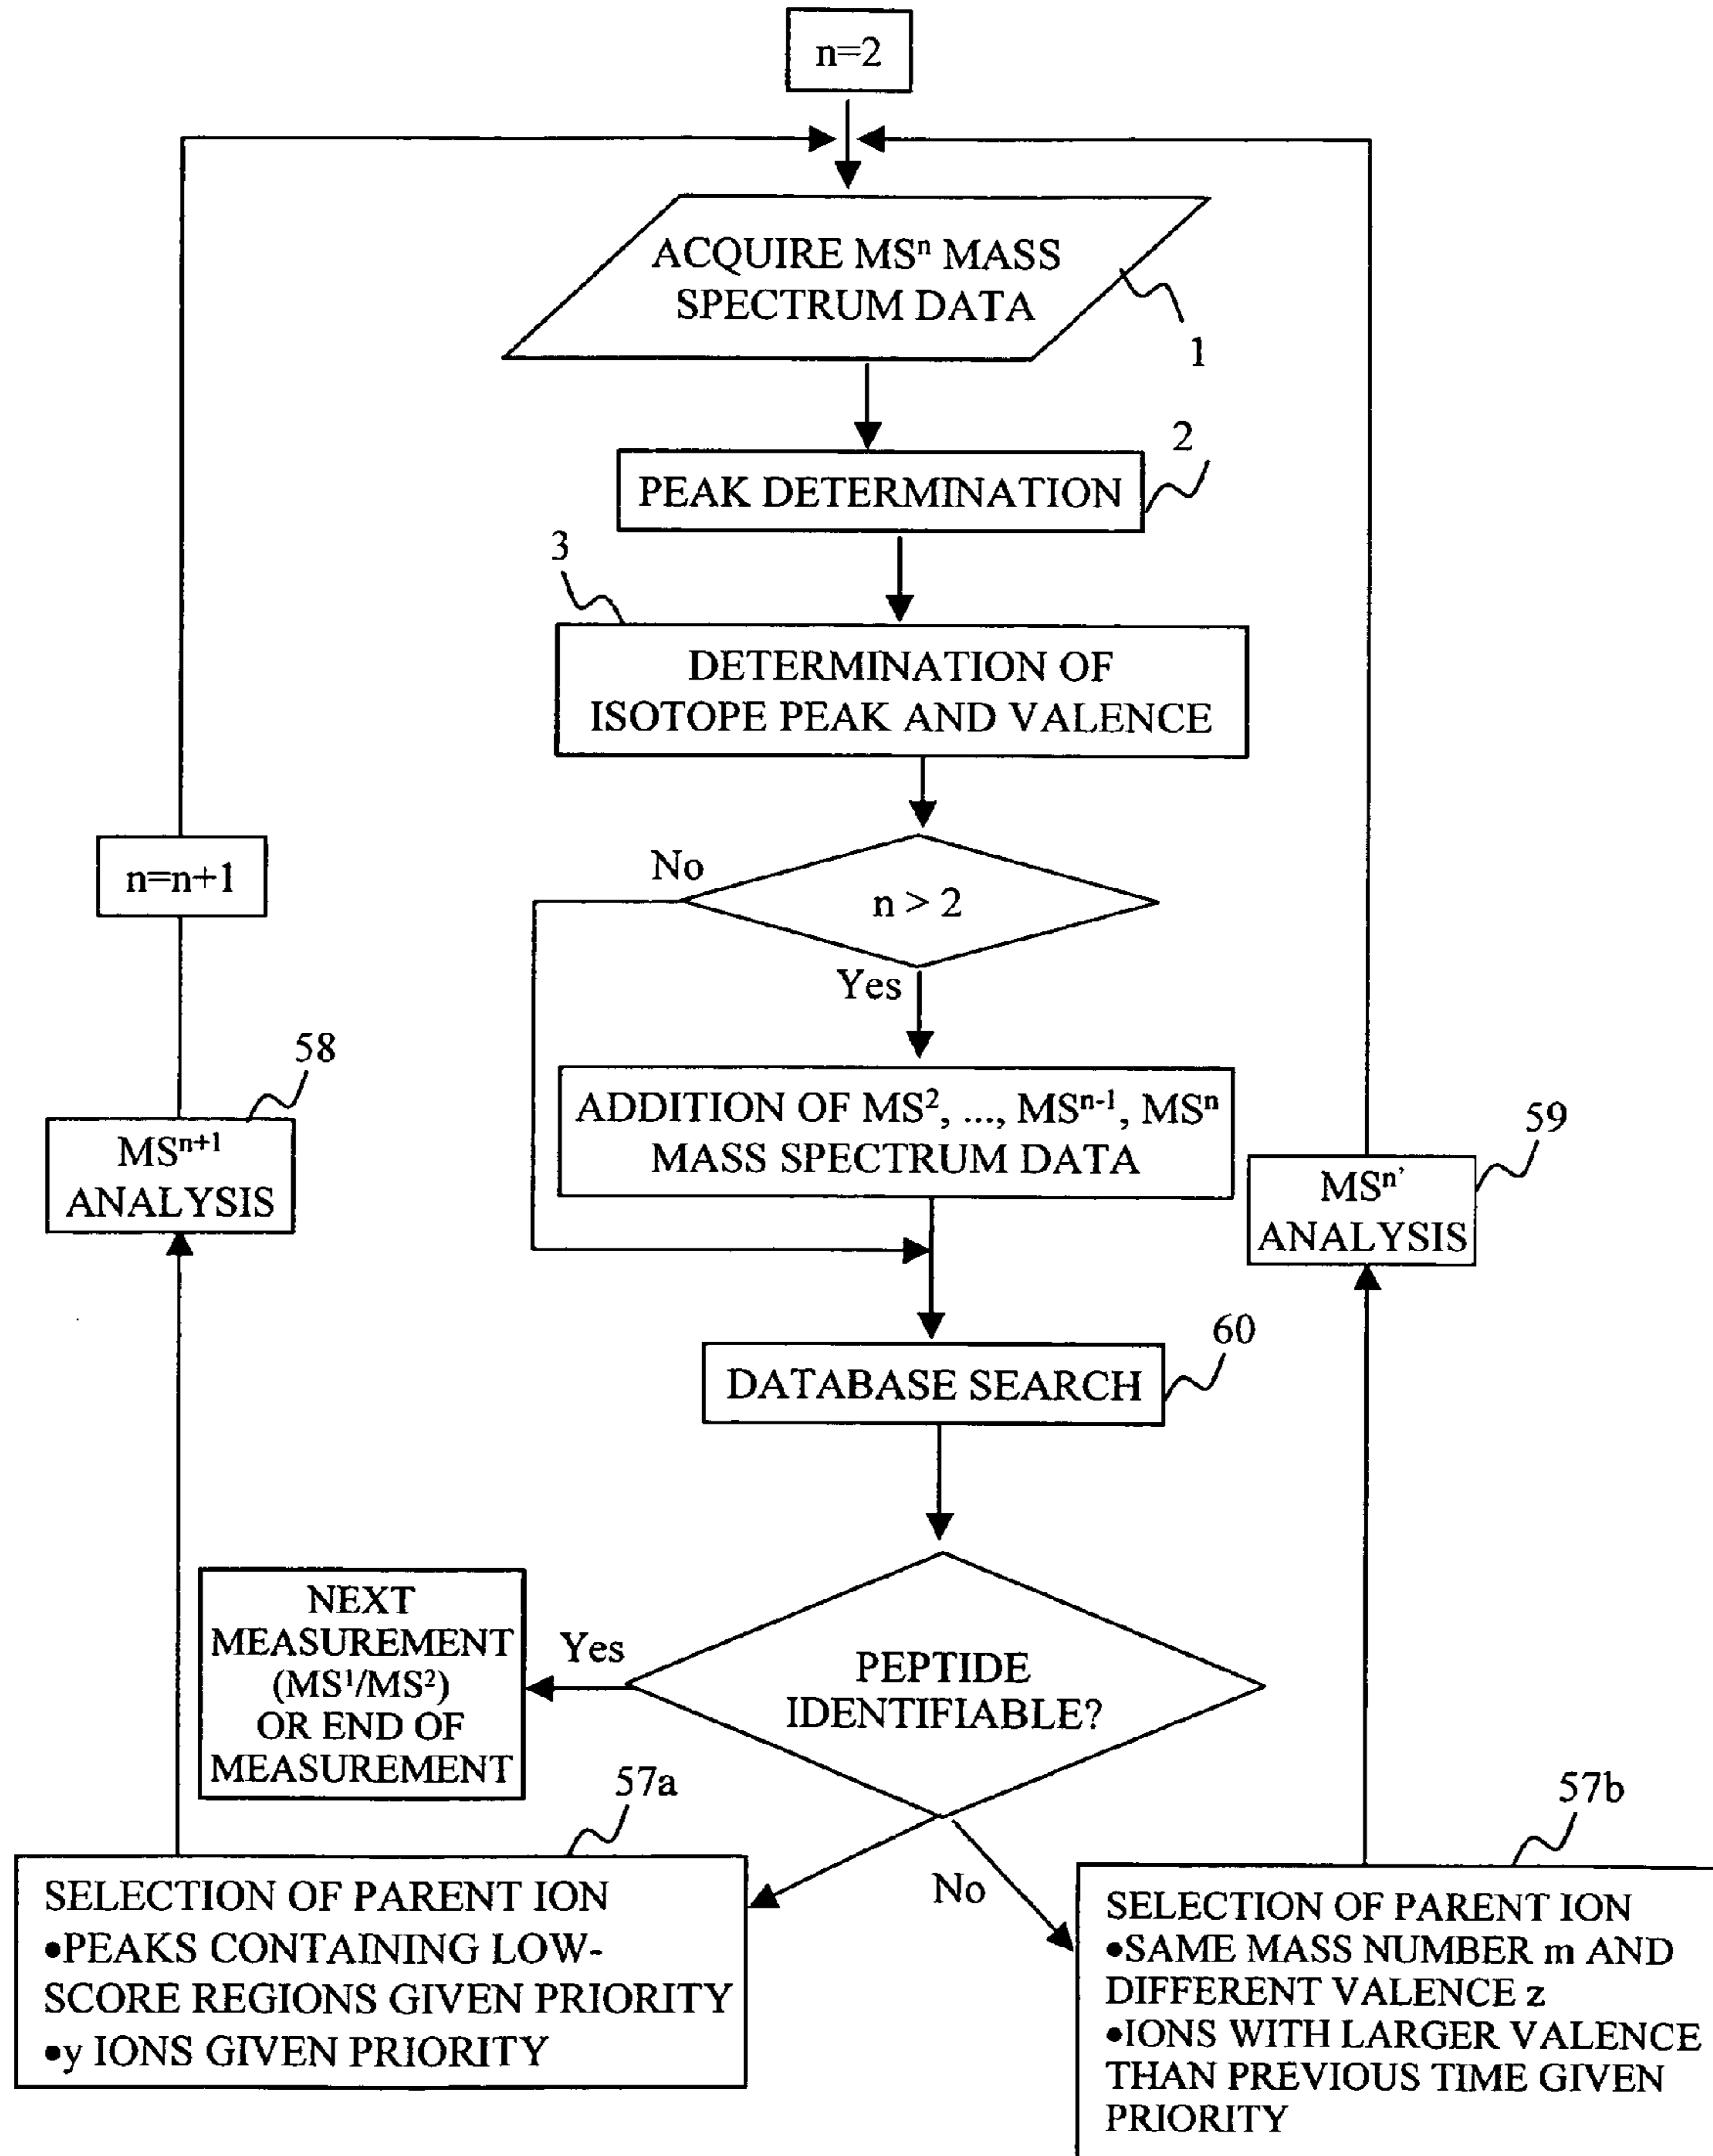 n=2
ACQUIRE MSⁿ MASS
SPECTRUM DATA
1
2
PEAK DETERMINATION
3
DETERMINATION OF
ISOTOPE PEAK AND VALENCE
n=n+1
No
n > 2
Yes
58
MSⁿ⁺¹
ANALYSIS
ADDITION OF MS², ..., MSⁿ⁻¹, MSⁿ
MASS SPECTRUM DATA
59
MSⁿ’
ANALYSIS
60
DATABASE SEARCH
NEXT
MEASUREMENT
(MS¹/MS²)
OR END OF
MEASUREMENT
Yes
PEPTIDE
IDENTIFIABLE?
57a
57b
No
SELECTION OF PARENT ION
•PEAKS CONTAINING LOW-
SCORE REGIONS GIVEN PRIORITY
•y IONS GIVEN PRIORITY
SELECTION OF PARENT ION
•SAME MASS NUMBER m AND
DIFFERENT VALENCE z
•IONS WITH LARGER VALENCE
THAN PREVIOUS TIME GIVEN
PRIORITY